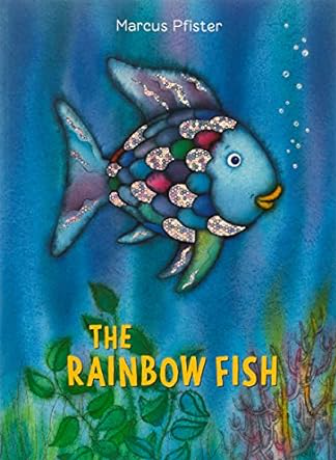 Marcus Pfister
THE
RAINBOW FISH